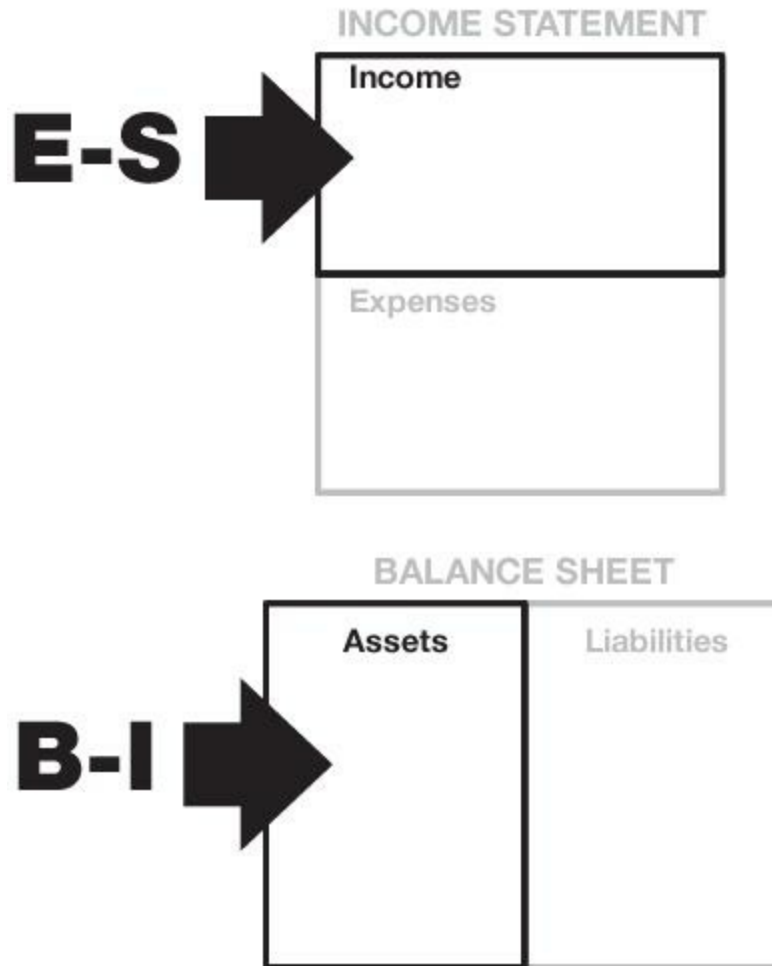 INCOME STATEMENT
Income
E-S
Expenses
BALANCE SHEET
Assets
Liabilities
B-I